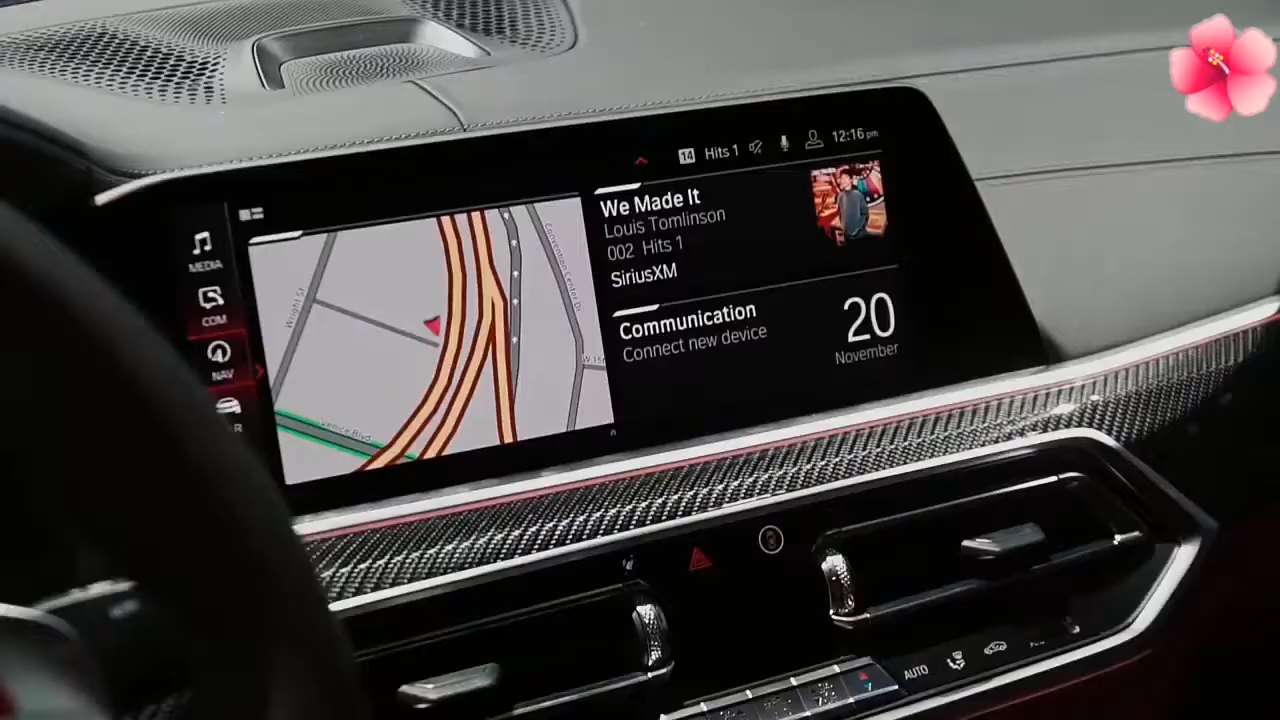 14 Hits 1 12:16 pm
MEDIA
COM
NAV
Wright St
Convention Center Dr
Venice Blvd
We Made It
Louis Tomlinson
002 Hits 1
SiriusXM
Communication
Connect new device
20
November
AUTO